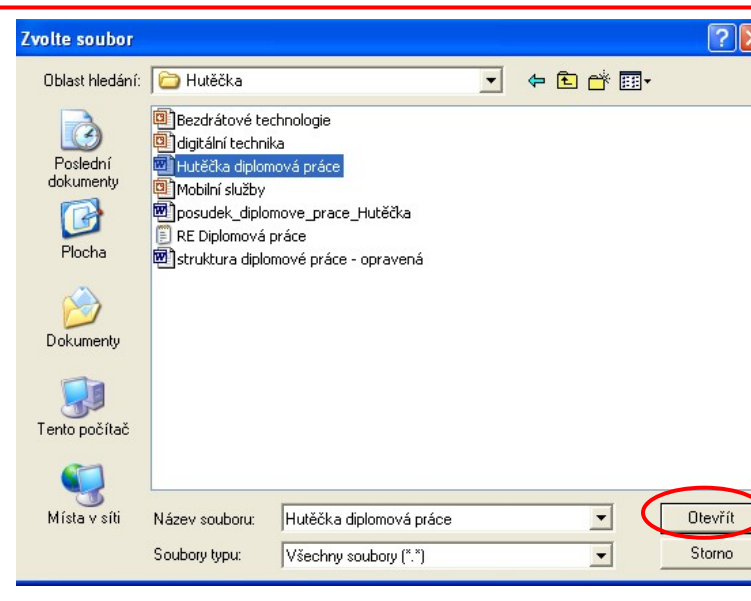 Zvolte soubor
Oblast hledání: Hutěčka
Poslední
dokumenty
Plocha
Dokumenty
Tento počítač
Místa v síti
Bezdrátové technologie
digitální technika
Hutěčka diplomová práce
Mobilní služby
posudek_diplomove_prace_Hutěčka
RE Diplomová práce
struktura diplomové práce - opravená
Název souboru: Hutěčka diplomová práce Otevřít
Soubory typu: Všechny soubory (*.*) Storno